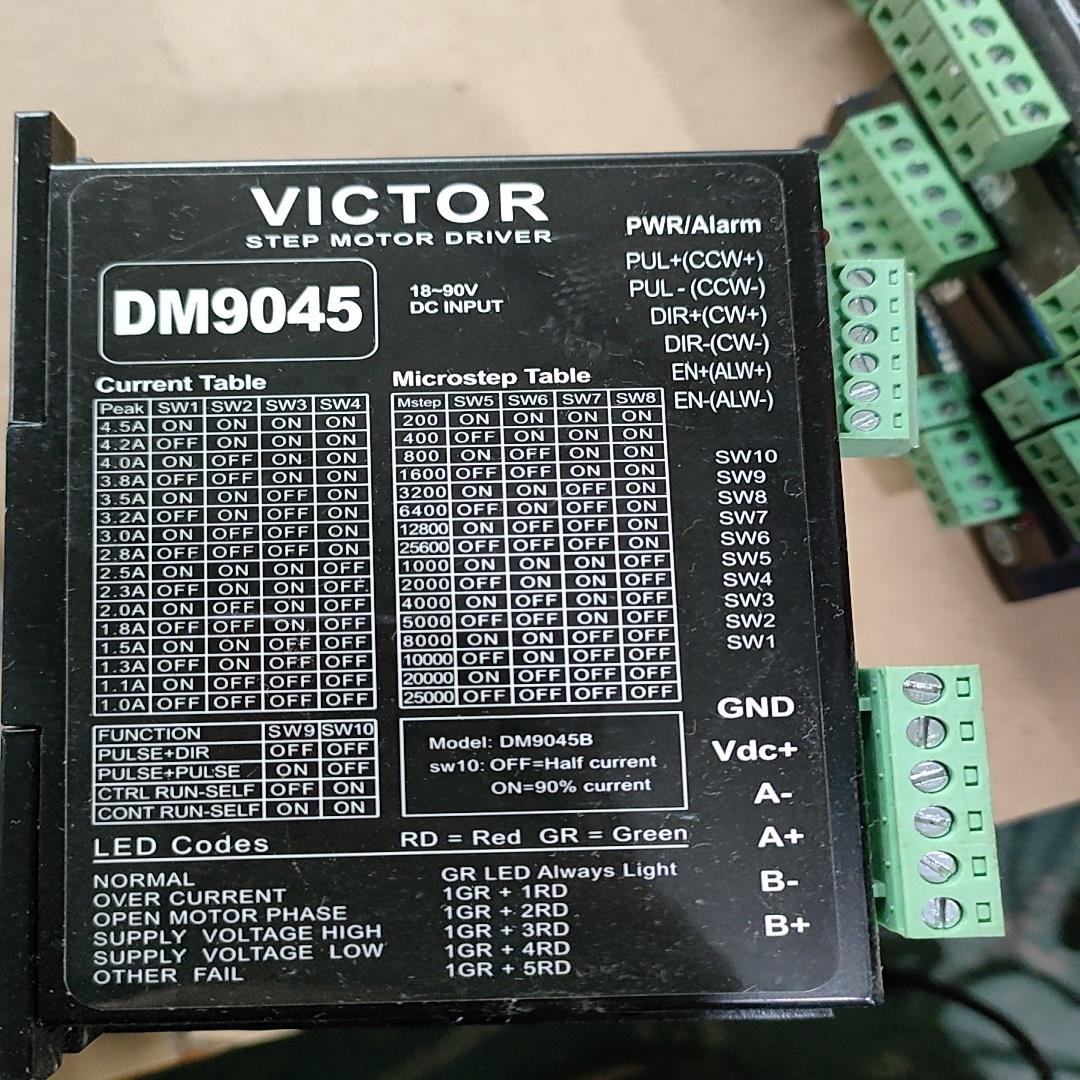 VICTOR
STEP MOTOR DRIVER
DM9045
18~90V
DC INPUT
PWR/Alarm
PUL+(CCW+)
PUL-(CCW-)
DIR+(CW+)
DIR-(CW-)
EN+(ALW+)
EN-(ALW-)
Current Table
Peak SW1 SW2 SW3 SW4
4.5A ON ON ON ON
4.2A OFF ON ON ON
4.0A ON OFF ON ON
3.8A OFF OFF ON ON
3.5A ON ON OFF ON
3.2A OFF ON OFF ON
3.0A ON OFF OFF ON
2.8A OFF OFF OFF ON
2.5A ON ON ON OFF
2.3A OFF ON ON OFF
2.0A ON OFF ON OFF
1.8A OFF OFF ON OFF
1.5A ON ON OFF OFF
1.3A OFF ON OFF OFF
1.1A ON OFF OFF OFF
1.0A OFF OFF OFF OFF
Microstep Table
Mstep SW5 SW6 SW7 SW8
200 ON ON ON ON
400 OFF ON ON ON
800 ON OFF ON ON
1600 OFF OFF ON ON
3200 ON ON OFF ON
6400 OFF ON OFF ON
12800 ON OFF OFF ON
25600 OFF OFF OFF ON
1000 ON ON ON OFF
2000 OFF ON ON OFF
4000 ON OFF ON OFF
5000 OFF OFF ON OFF
8000 ON ON OFF OFF
10000 OFF ON OFF OFF
20000 ON OFF OFF OFF
25000 OFF OFF OFF OFF
SW10
SW9
SW8
SW7
SW6
SW5
SW4
SW3
SW2
SW1
FUNCTION SW9 SW10
PULSE+DIR OFF OFF
PULSE+PULSE ON OFF
CTRL RUN-SELF OFF ON
CONT RUN-SELF ON ON
Model: DM9045B
sw10: OFF=Half current
ON=90% current
GND
Vdc+
A-
A+
B-
B+
LED Codes RD = Red GR = Green
NORMAL GR LED Always Light
OVER CURRENT 1GR + 1RD
OPEN MOTOR PHASE 1GR + 2RD
SUPPLY VOLTAGE HIGH 1GR + 3RD
SUPPLY VOLTAGE LOW 1GR + 4RD
OTHER FAIL 1GR + 5RD